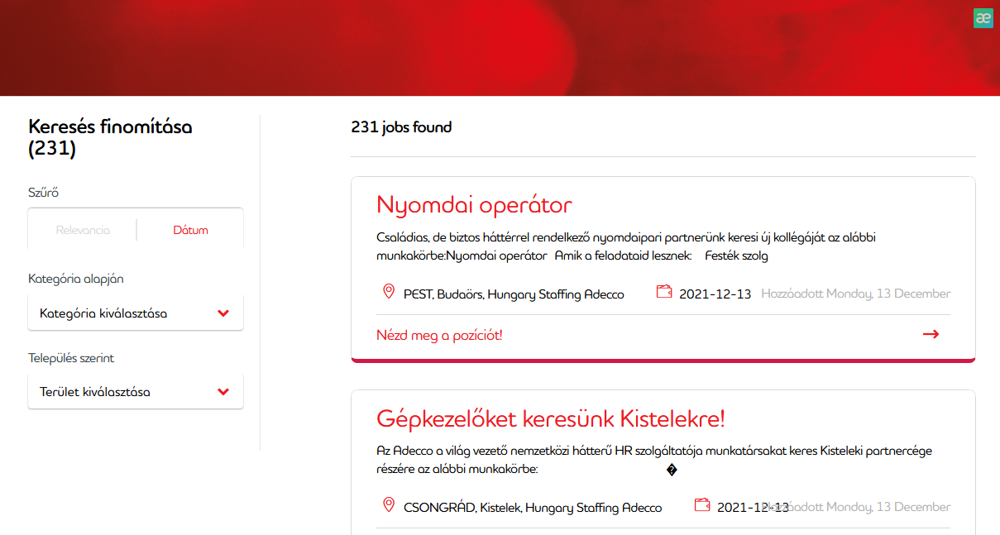 æ
Keresés finomítása
(231)
Szűrő
Relevancia
Dátum
Kategória alapján
Kategória kiválasztása
Település szerint
Terület kiválasztása
231 jobs found
Nyomdai operátor
Családias, de biztos háttérrel rendelkező nyomdaipari partnerünk keresi új kollégáját az alábbi
munkakörbe:Nyomdai operátor Amik a feladataid lesznek: Festék szolg
PEST, Budaörs, Hungary Staffing Adecco 2021-12-13 Hozzáadott Monday, 13 December
Nézd meg a pozíciót!
Gépkezelőket keresünk Kistelekre!
Az Adecco a világ vezető nemzetközi hátterű HR szolgáltatója munkatársakat keres Kisteleki partnercége
részére az alábbi munkakörbe: �
CSONGRÁD, Kistelek, Hungary Staffing Adecco 2021-12-13 Hozzáadott Monday, 13 December